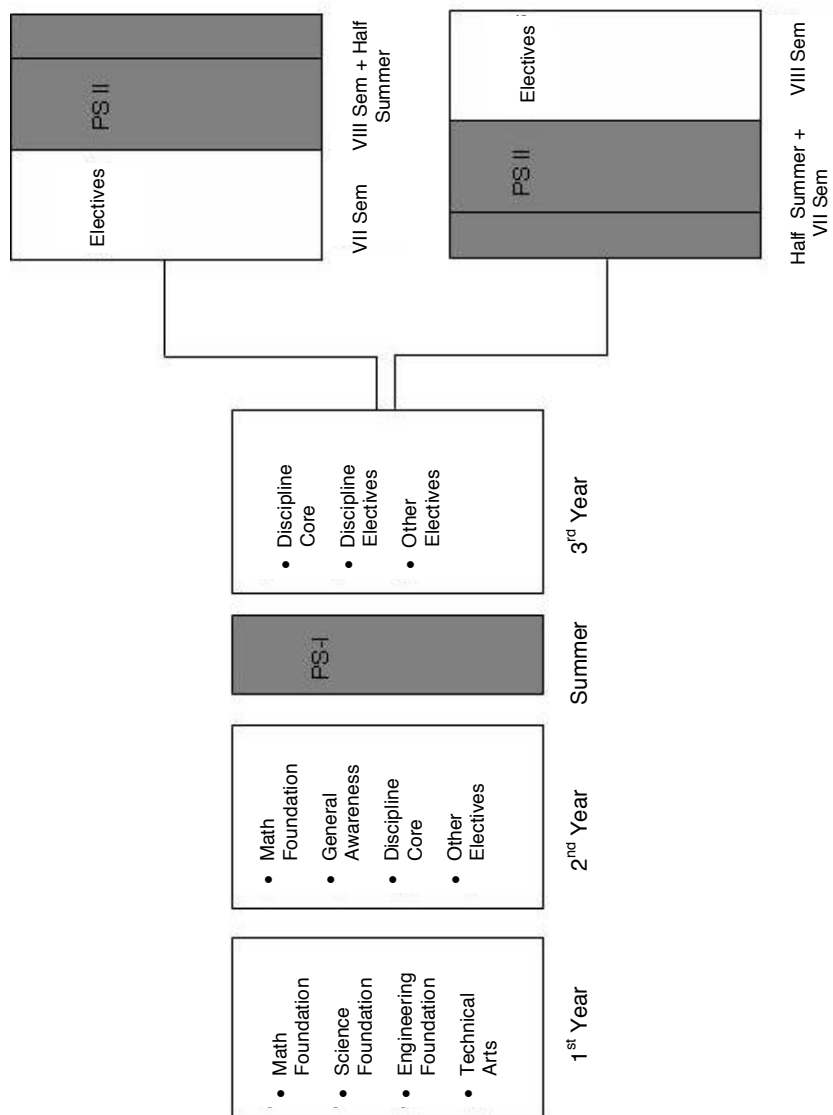 • Math
Foundation
• Science
Foundation
• Engineering
Foundation
• Technical
Arts
1st Year
• Math
Foundation
• General
Awareness
• Discipline
Core
• Other
Electives
2nd Year
PS-I
Summer
• Discipline
Core
• Discipline
Electives
• Other
Electives
3rd Year
Electives
PS II
VII Sem
VIII Sem + Half
Summer
PS II
Electives
Half Summer +
VII Sem
VIII Sem